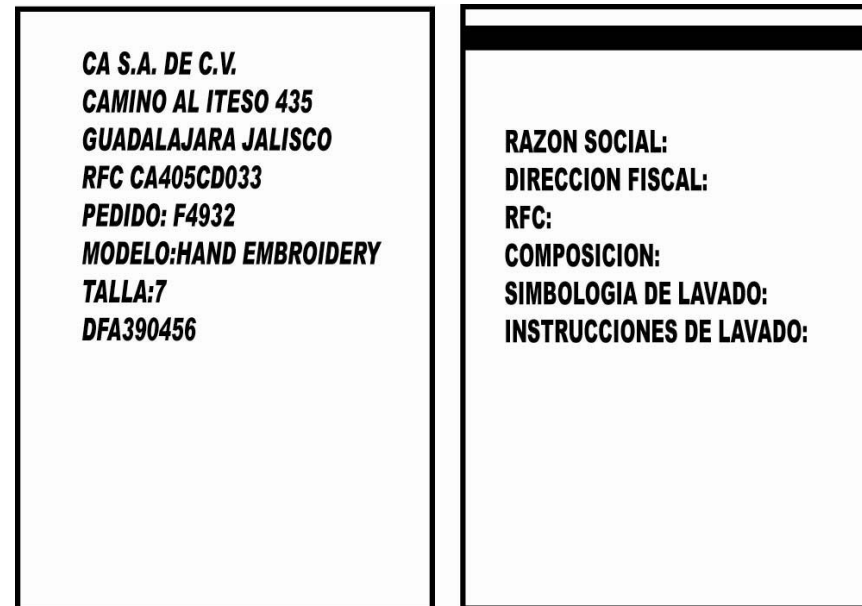 CA S.A. DE C.V.
CAMINO AL ITESO 435
GUADALAJARA JALISCO
RFC CA405CD033
PEDIDO: F4932
MODELO:HAND EMBROIDERY
TALLA:7
DFA390456
RAZON SOCIAL:
DIRECCION FISCAL:
RFC:
COMPOSICION:
SIMBOLOGIA DE LAVADO:
INSTRUCCIONES DE LAVADO: